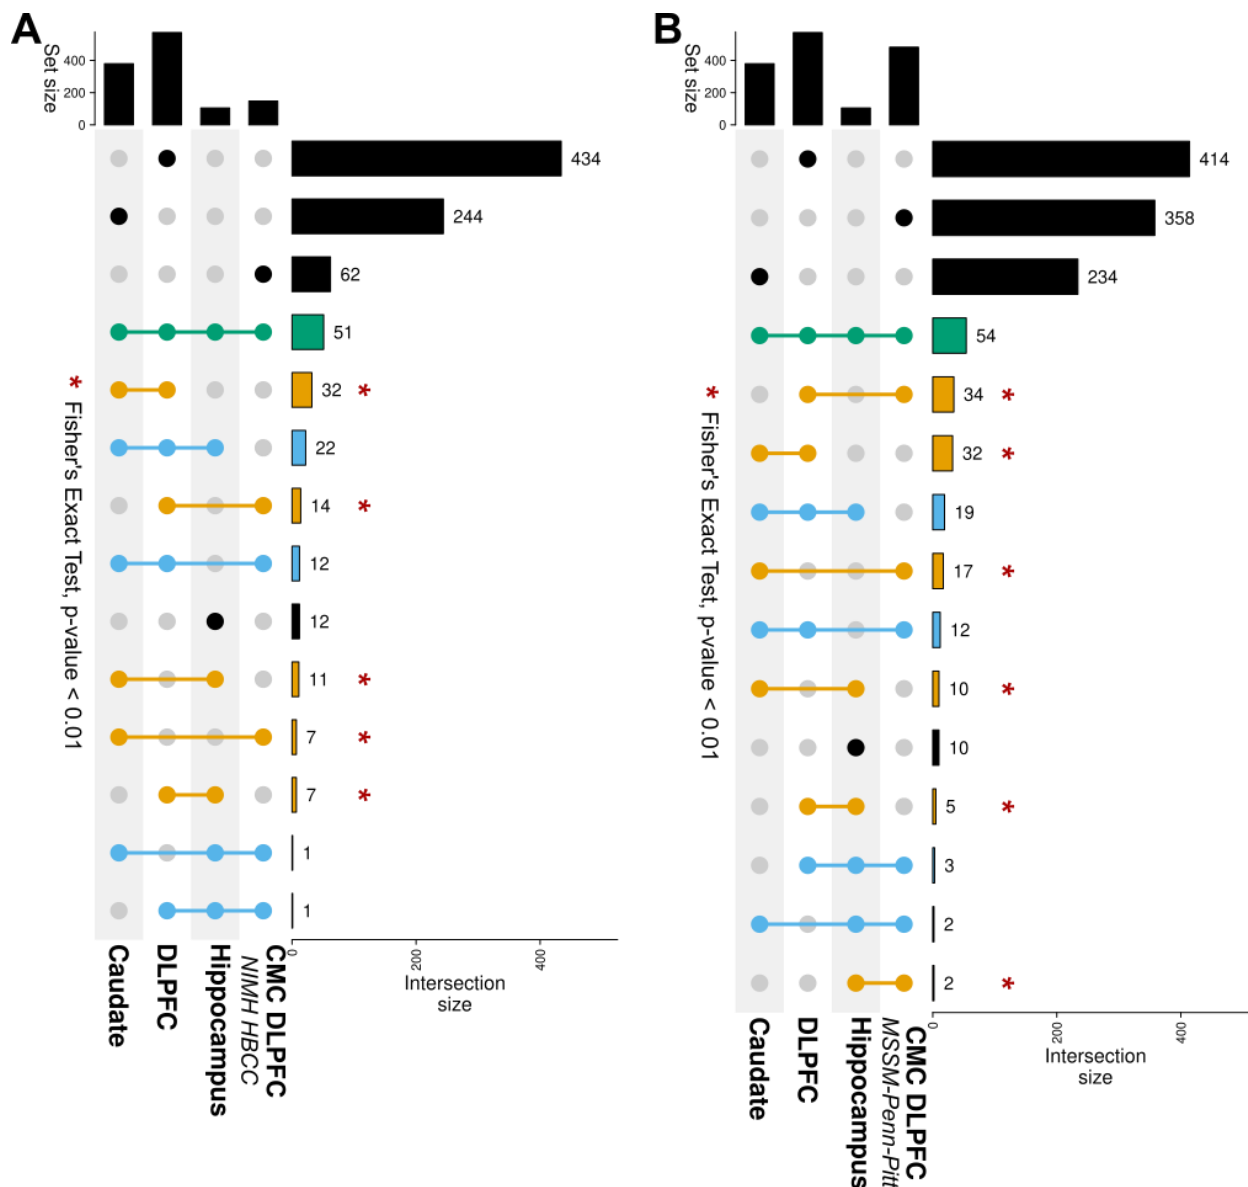 A
Set size
400
200
0
434
244
62
51
32 *
22
14 *
12
12
11 *
7 *
7 *
1
1
* Fisher's Exact Test, p-value < 0.01
Caudate
DLPFC
Hippocampus
CMC DLPFC
NIMH HBCC
0
200
400
Intersection
size
B
Set size
400
200
0
414
358
234
54
34 *
32 *
19
17 *
12
10 *
10
5 *
3
2
2 *
* Fisher's Exact Test, p-value < 0.01
Caudate
DLPFC
Hippocampus
CMC DLPFC
MSSM-Penn-Pitt
0
200
400
Intersection
size